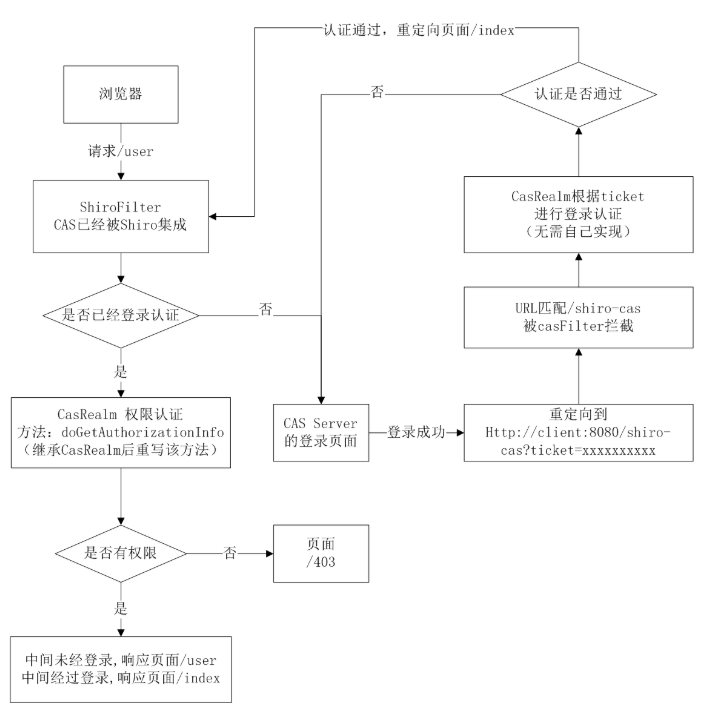 认证通过，重定向页面/index
浏览器
否
认证是否通过
请求/user
ShiroFilter
CAS已经被Shiro集成
CasRealm根据ticket
进行登录认证
（无需自己实现）
是否已经登录认证
否
URL匹配/shiro-cas
被casFilter拦截
是
CasRealm 权限认证
方法：doGetAuthorizationInfo
（继承CasRealm后重写该方法）
CAS Server
的登录页面
登录成功
重定向到
Http://client:8080/shiro-
cas?ticket=xxxxxxxxxx
是否有权限
否
页面
/403
是
中间未经登录,响应页面/user
中间经过登录,响应页面/index